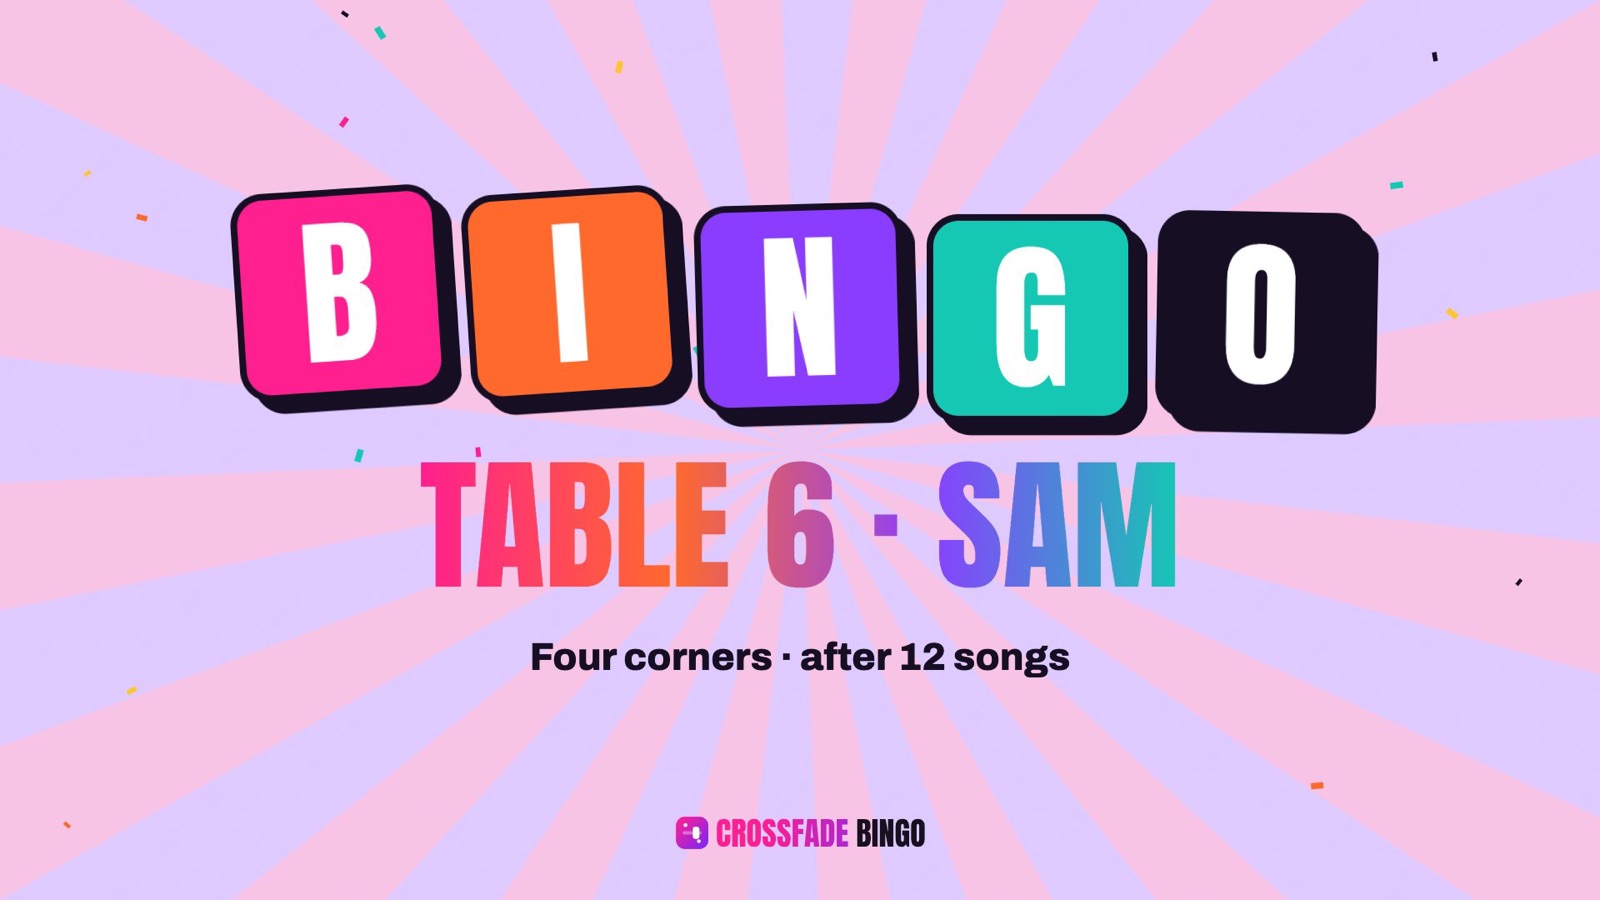 BINGO
TABLE 6 · SAM
Four corners · after 12 songs
CROSSFADE BINGO